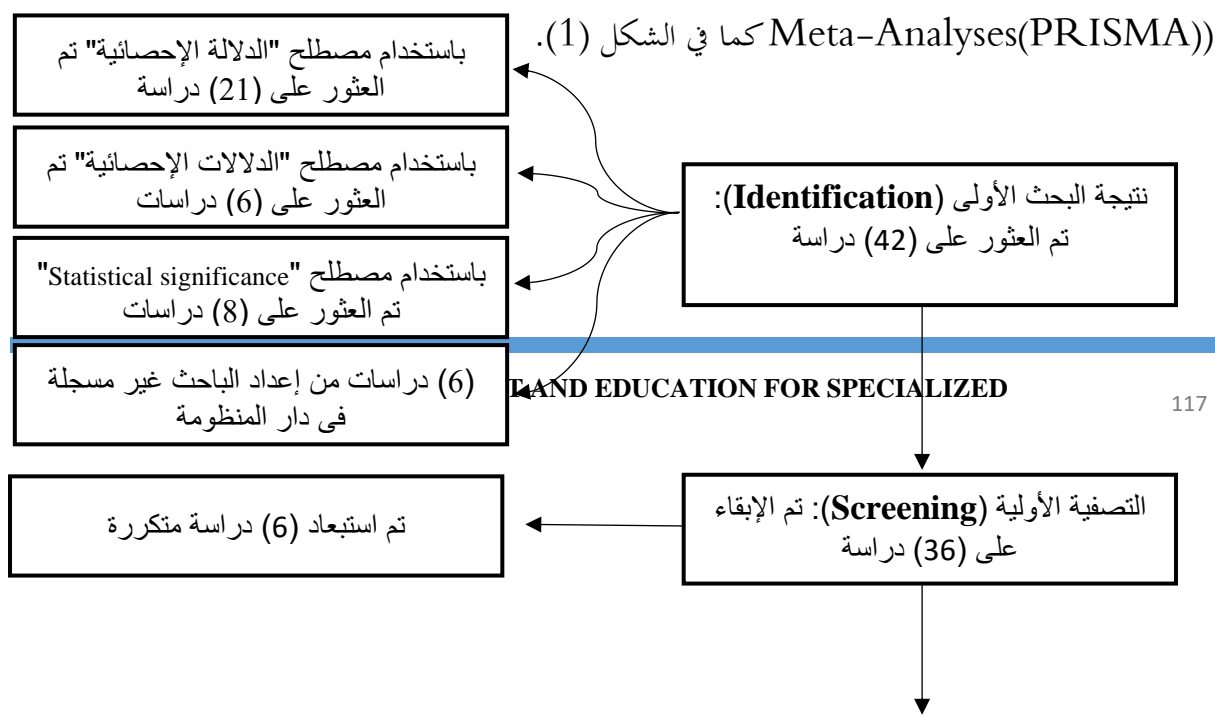 ((Meta-Analyses(PRISMA كما في الشكل (1).
باستخدام مصطلح "الدلالة الإحصائية" تم
العثور على (21) دراسة
باستخدام مصطلح "الدلالات الإحصائية" تم
العثور على (6) دراسات
باستخدام مصطلح "Statistical significance"
تم العثور على (8) دراسات
(6) دراسات من إعداد الباحث غير مسجلة
فى دار المنظومة
نتيجة البحث الأولى (Identification):
تم العثور على (42) دراسة
AND EDUCATION FOR SPECIALIZED
117
التصفية الأولية (Screening): تم الإبقاء
على (36) دراسة
تم استبعاد (6) دراسة متكررة